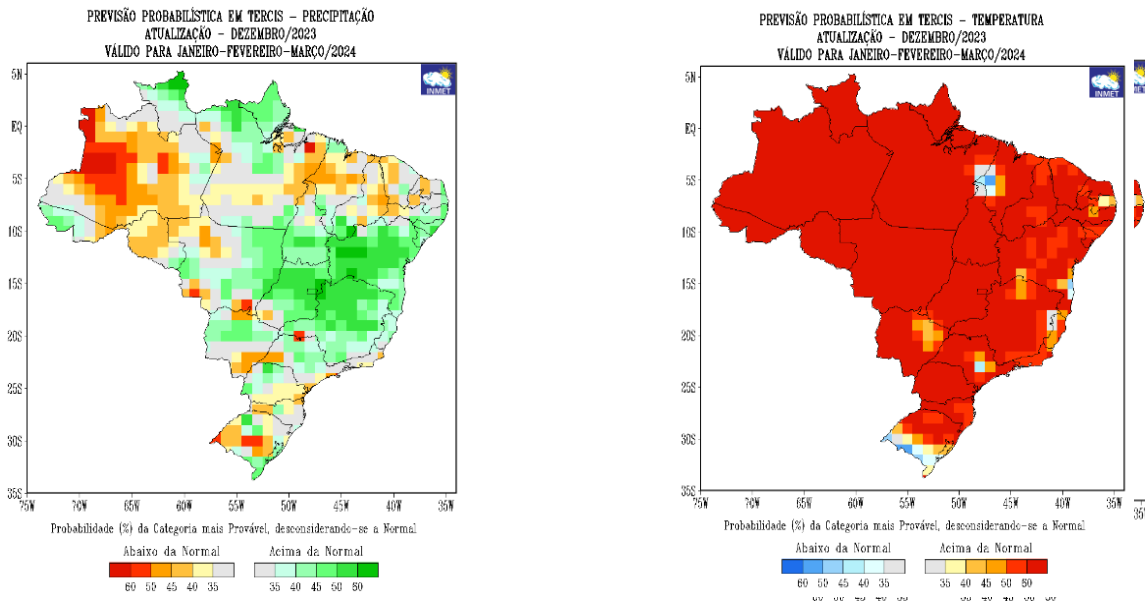 PREVISÃO PROBABILÍSTICA EM TERCIS – PRECIPITAÇÃO
ATUALIZAÇÃO – DEZEMBRO/2023
VÁLIDO PARA JANEIRO–FEVEREIRO–MARÇO/2024
INMET
5N
EQ
5S
10S
15S
20S
25S
30S
35S
75W 70W 65W 60W 55W 50W 45W 40W 35W
Probabilidade (%) da Categoria mais Provável, desconsiderando–se a Normal
Abaixo da Normal Acima da Normal
60 50 45 40 35 35 40 45 50 60
PREVISÃO PROBABILÍSTICA EM TERCIS – TEMPERATURA
ATUALIZAÇÃO – DEZEMBRO/2023
VÁLIDO PARA JANEIRO–FEVEREIRO–MARÇO/2024
INMET
5N
EQ
5S
10S
15S
20S
25S
30S
35S
75W 70W 65W 60W 55W 50W 45W 40W 35W
Probabilidade (%) da Categoria mais Provável, desconsiderando–se a Normal
Abaixo da Normal Acima da Normal
60 50 45 40 35 35 40 45 50 60